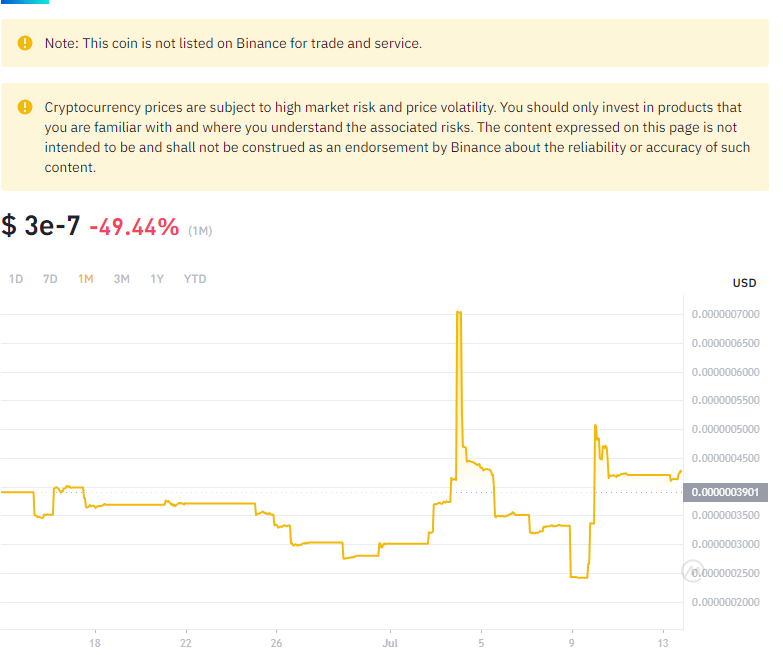 Note: This coin is not listed on Binance for trade and service.
Cryptocurrency prices are subject to high market risk and price volatility. You should only invest in products that
you are familiar with and where you understand the associated risks. The content expressed on this page is not
intended to be and shall not be construed as an endorsement by Binance about the reliability or accuracy of such
content.
$ 3e-7 -49.44% (1M)
1D 7D 1M 3M 1Y YTD
USD
0.0000007000
0.0000006500
0.0000006000
0.0000005500
0.0000005000
0.0000004500
0.0000003901
0.0000003500
0.0000003000
0.0000002500
0.0000002000
18 22 26 Jul 5 9 13